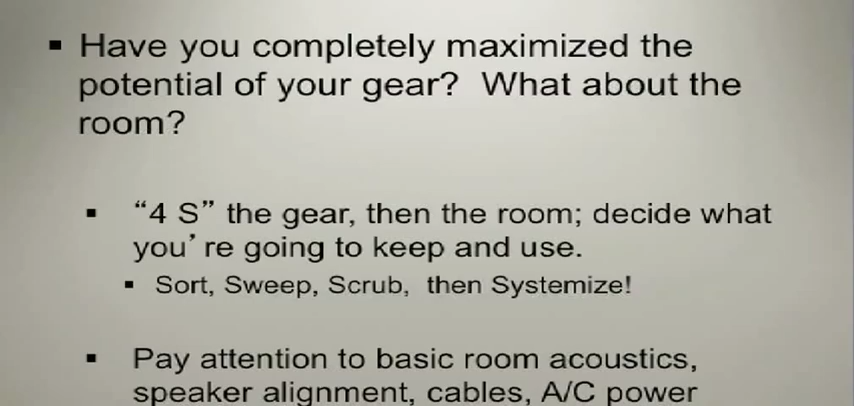 ▪ Have you completely maximized the
potential of your gear?  What about the
room?
▪ “4 S” the gear, then the room; decide what
you’re going to keep and use.
▪ Sort, Sweep, Scrub,  then Systemize!
▪ Pay attention to basic room acoustics,
speaker alignment, cables, A/C power